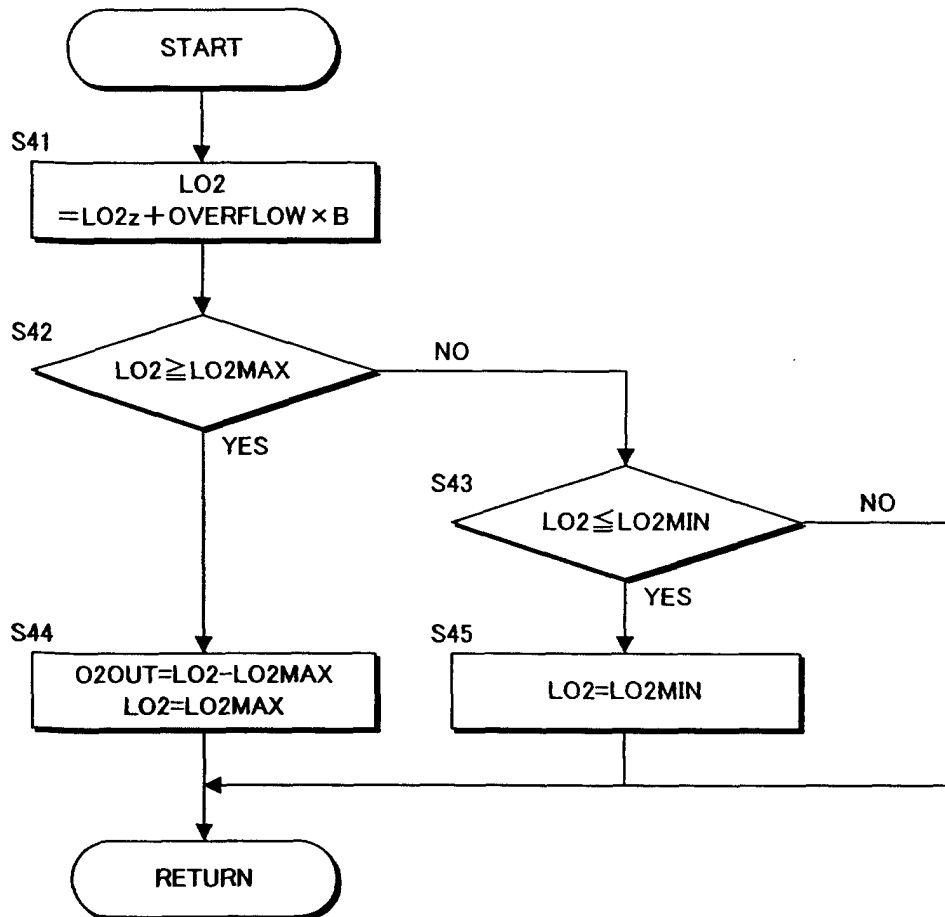 START
S41
LO2
=LO2z+OVERFLOW×B
S42
LO2≧LO2MAX
NO
YES
S43
LO2≦LO2MIN
NO
YES
S44
O2OUT=LO2-LO2MAX
LO2=LO2MAX
S45
LO2=LO2MIN
RETURN